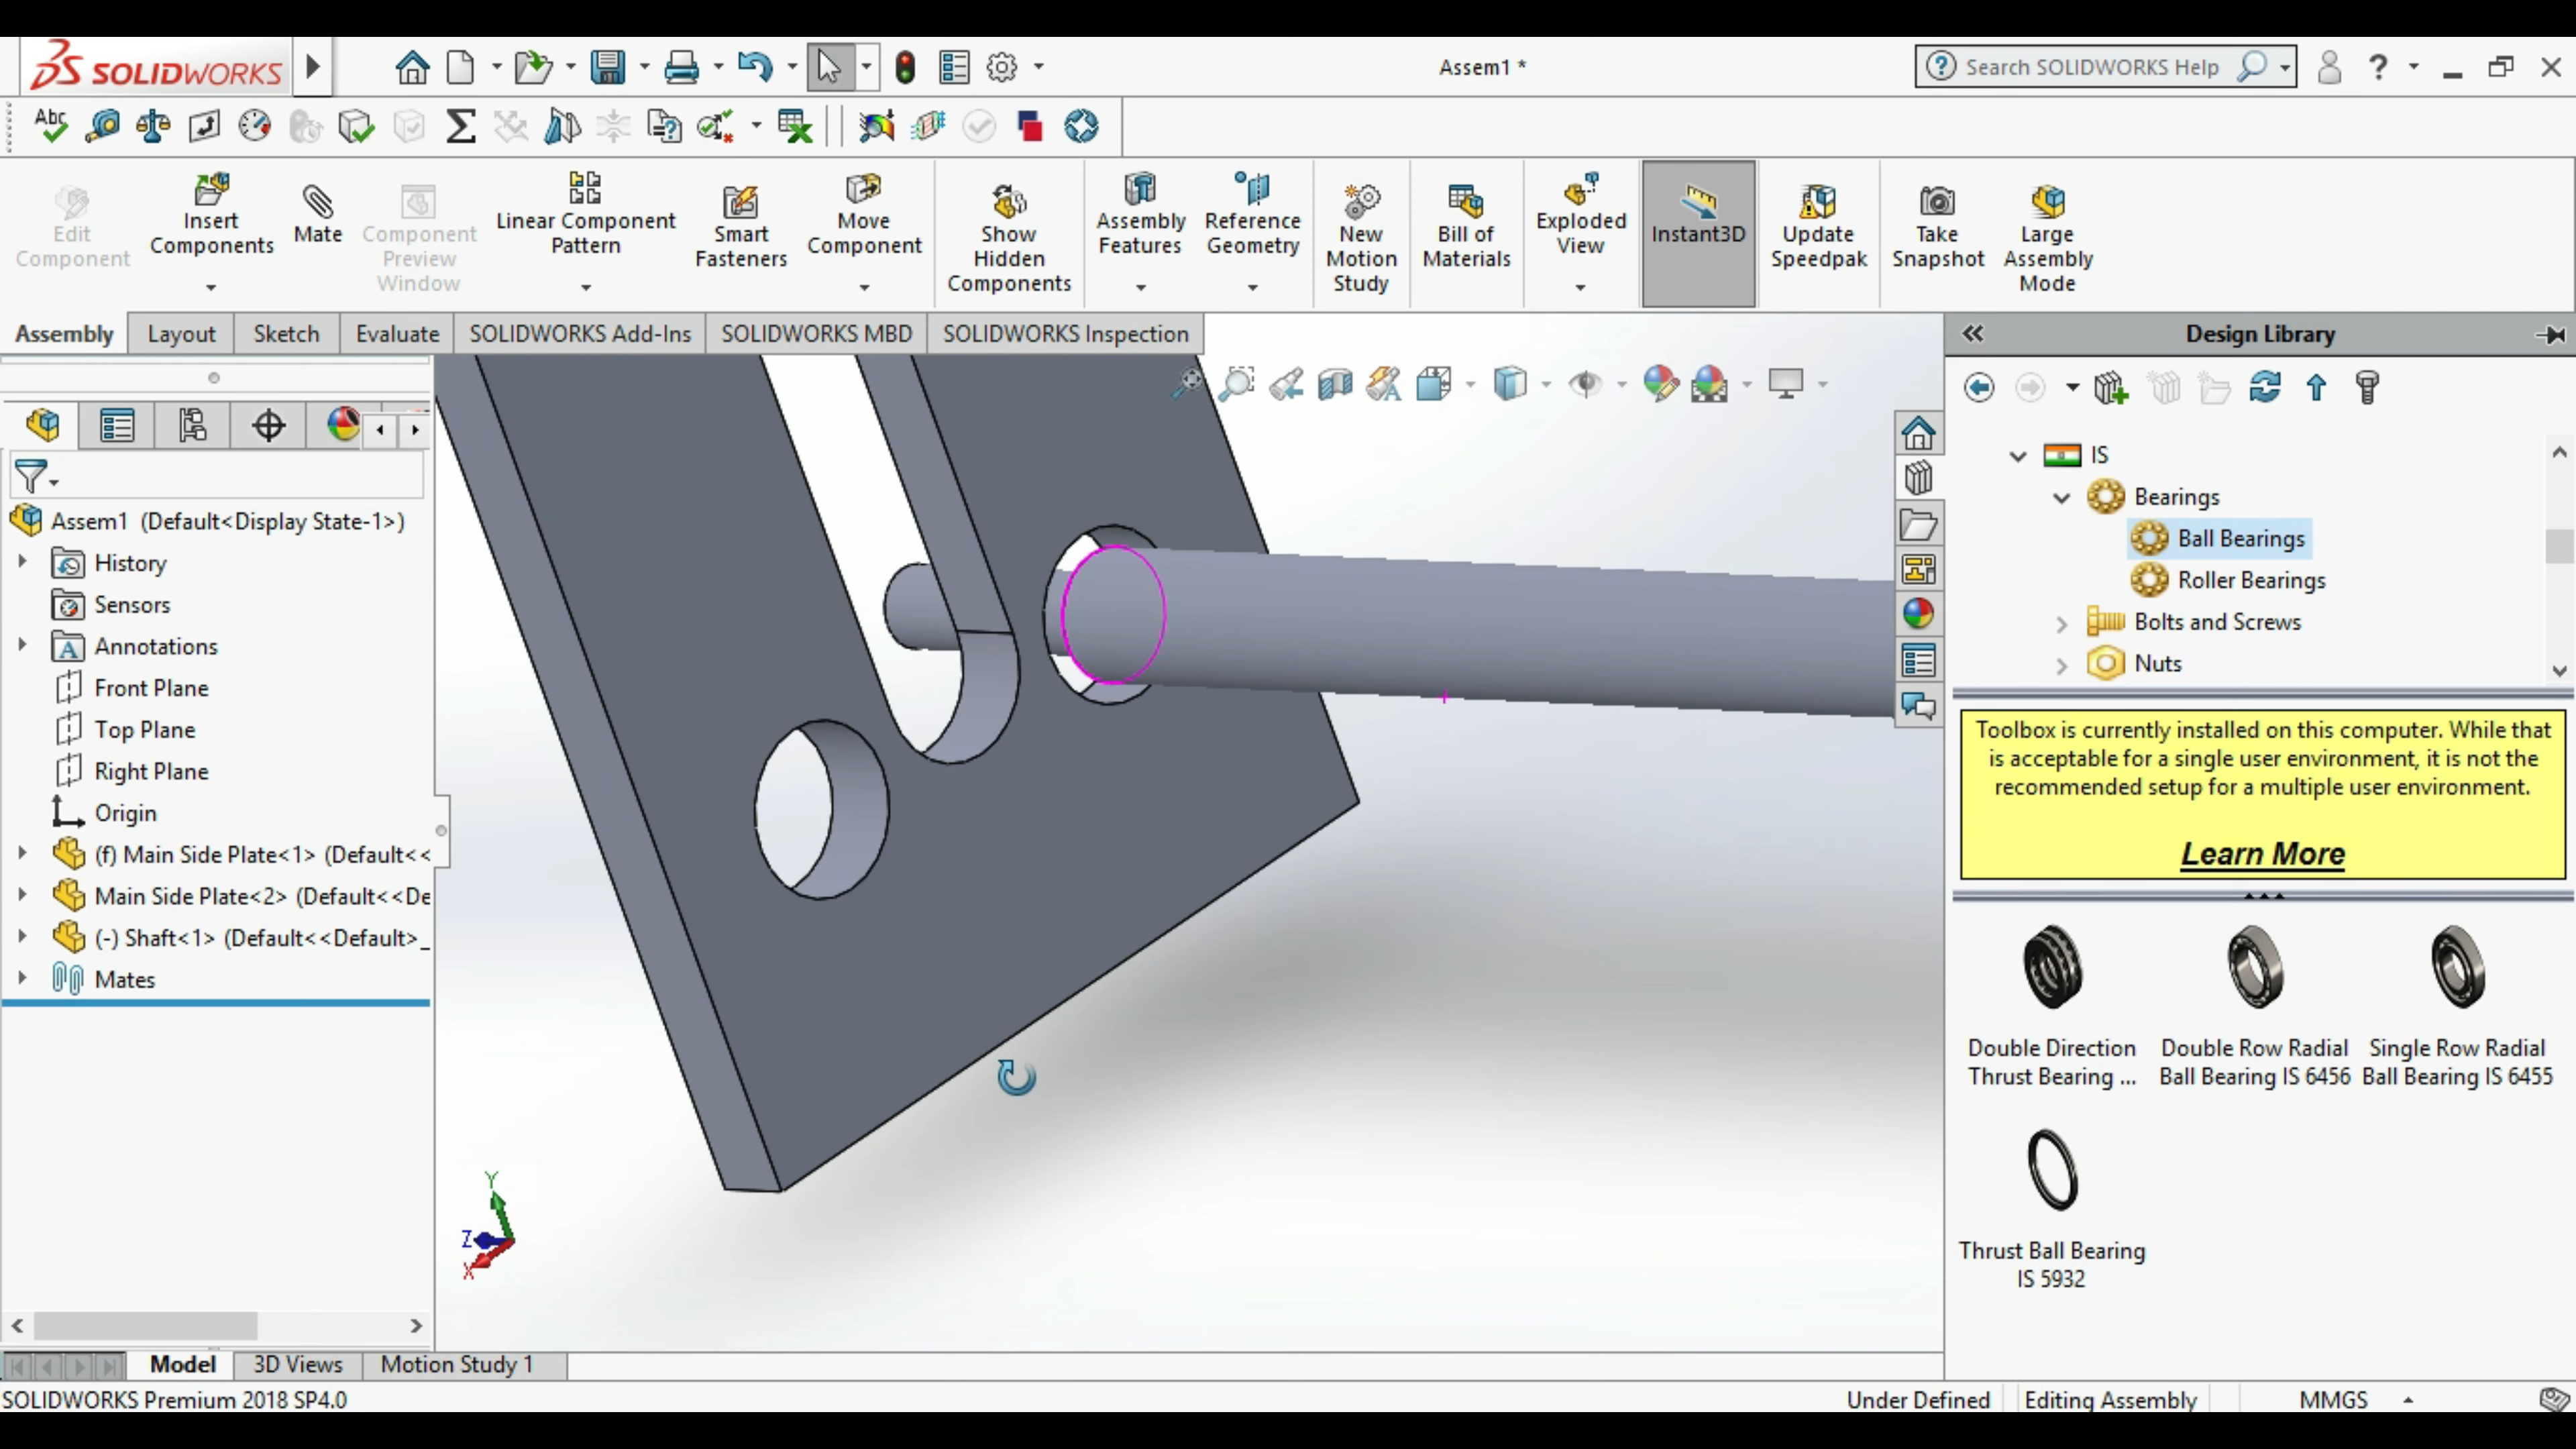 SOLIDWORKS
Assem1 *
Search SOLIDWORKS Help
?
Abc
Edit
Component
Insert
Components
Mate
Component
Preview
Window
Linear Component
Pattern
Smart
Fasteners
Move
Component
Show
Hidden
Components
Assembly
Features
Reference
Geometry
New
Motion
Study
Bill of
Materials
Exploded
View
Instant3D
Update
Speedpak
Take
Snapshot
Large
Assembly
Mode
Assembly
Layout
Sketch
Evaluate
SOLIDWORKS Add-Ins
SOLIDWORKS MBD
SOLIDWORKS Inspection
Design Library
Assem1 (Default<Display State-1>)
History
Sensors
Annotations
Front Plane
Top Plane
Right Plane
Origin
(f) Main Side Plate<1> (Default<<
Main Side Plate<2> (Default<<De
(-) Shaft<1> (Default<<Default>_
Mates
Y
Z
X
IS
Bearings
Ball Bearings
Roller Bearings
Bolts and Screws
Nuts
Toolbox is currently installed on this computer. While that
is acceptable for a single user environment, it is not the
recommended setup for a multiple user environment.
Learn More
Double Direction
Thrust Bearing ...
Double Row Radial
Ball Bearing IS 6456
Single Row Radial
Ball Bearing IS 6455
Thrust Ball Bearing
IS 5932
Model
3D Views
Motion Study 1
SOLIDWORKS Premium 2018 SP4.0
Under Defined
Editing Assembly
MMGS